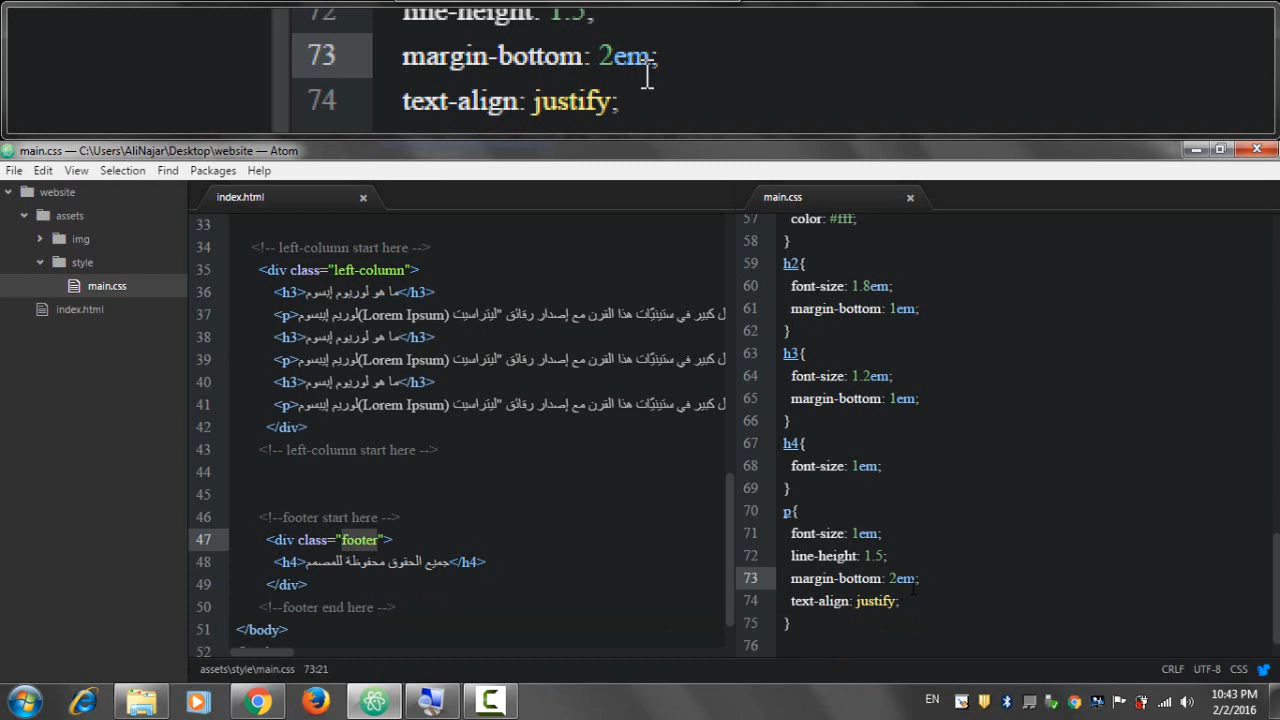 72 line-height: 1.5;
73 margin-bottom: 2em;
74 text-align: justify;
main.css — C:\Users\AliNajar\Desktop\website — Atom
File Edit View Selection Find Packages Help
website
assets
img
style
main.css
index.html
index.html
33
34 <!-- left-column start here -->
35 <div class="left-column">
36 <h3>ما هو لوريوم إبسوم</h3>
37 <p>لوريم إيبسوم(Lorem Ipsum) ل كبير في ستينيّات هذا القرن مع إصدار رقائق "ليتراسيت
38 <h3>ما هو لوريوم إبسوم</h3>
39 <p>لوريم إيبسوم(Lorem Ipsum) ل كبير في ستينيّات هذا القرن مع إصدار رقائق "ليتراسيت
40 <h3>ما هو لوريوم إبسوم</h3>
41 <p>لوريم إيبسوم(Lorem Ipsum) ل كبير في ستينيّات هذا القرن مع إصدار رقائق "ليتراسيت
42 </div>
43 <!-- left-column start here -->
44
45
46 <!--footer start here -->
47 <div class="footer">
48 <h4>جميع الحقوق محفوظة للمصمم</h4>
49 </div>
50 <!--footer end here -->
51 </body>
52
main.css
57 color: #fff;
58 }
59 h2{
60 font-size: 1.8em;
61 margin-bottom: 1em;
62 }
63 h3{
64 font-size: 1.2em;
65 margin-bottom: 1em;
66 }
67 h4{
68 font-size: 1em;
69 }
70 p{
71 font-size: 1em;
72 line-height: 1.5;
73 margin-bottom: 2em;
74 text-align: justify;
75 }
76
assets\style\main.css 73:21
CRLF UTF-8 CSS
EN
10:43 PM
2/2/2016